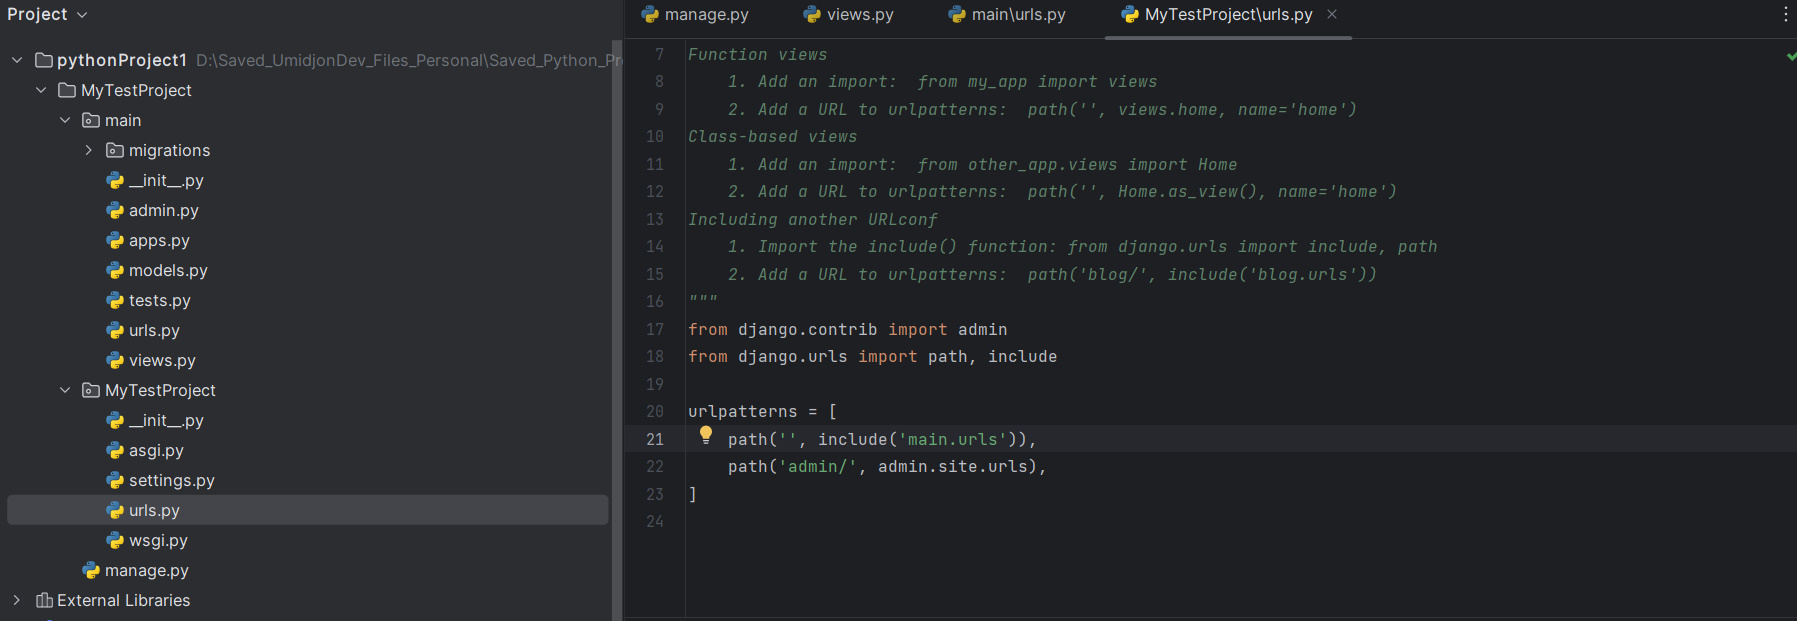 Project
pythonProject1 D:\Saved_UmidjonDev_Files_Personal\Saved_Python_Pr
MyTestProject
main
migrations
__init__.py
admin.py
apps.py
models.py
tests.py
urls.py
views.py
MyTestProject
__init__.py
asgi.py
settings.py
urls.py
wsgi.py
manage.py
External Libraries
manage.py views.py main\urls.py MyTestProject\urls.py
7 Function views
8 1. Add an import:  from my_app import views
9 2. Add a URL to urlpatterns:  path('', views.home, name='home')
10 Class-based views
11 1. Add an import:  from other_app.views import Home
12 2. Add a URL to urlpatterns:  path('', Home.as_view(), name='home')
13 Including another URLconf
14 1. Import the include() function: from django.urls import include, path
15 2. Add a URL to urlpatterns:  path('blog/', include('blog.urls'))
16 """
17 from django.contrib import admin
18 from django.urls import path, include
19
20 urlpatterns = [
21 path('', include('main.urls')),
22 path('admin/', admin.site.urls),
23 ]
24